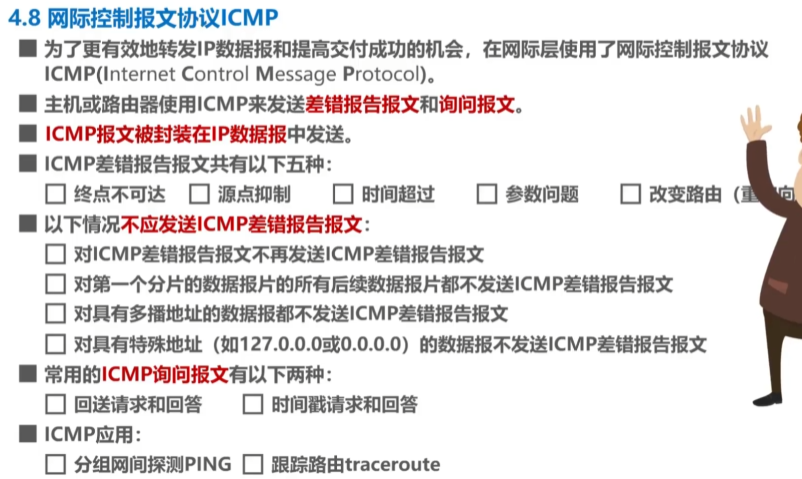 4.8 网际控制报文协议ICMP
为了更有效地转发IP数据报和提高交付成功的机会，在网际层使用了网际控制报文协议
ICMP(Internet Control Message Protocol)。
主机或路由器使用ICMP来发送差错报告报文和询问报文。
ICMP报文被封装在IP数据报中发送。
ICMP差错报告报文共有以下五种：
终点不可达 源点抑制 时间超过 参数问题 改变路由（重定向
以下情况不应发送ICMP差错报告报文：
对ICMP差错报告报文不再发送ICMP差错报告报文
对第一个分片的数据报片的所有后续数据报片都不发送ICMP差错报告报文
对具有多播地址的数据报都不发送ICMP差错报告报文
对具有特殊地址（如127.0.0.0或0.0.0.0）的数据报不发送ICMP差错报告报文
常用的ICMP询问报文有以下两种：
回送请求和回答 时间戳请求和回答
ICMP应用：
分组网间探测PING 跟踪路由traceroute